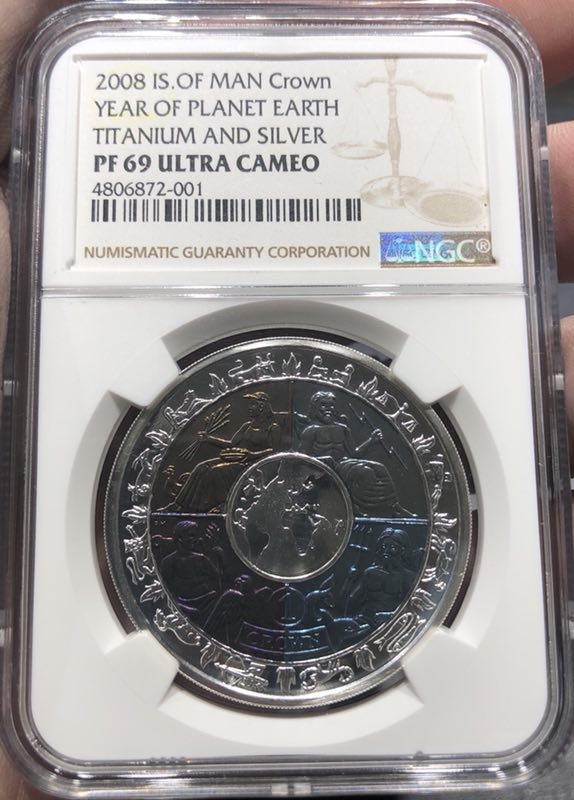 2008 IS.OF MAN Crown
YEAR OF PLANET EARTH
TITANIUM AND SILVER
PF 69 ULTRA CAMEO
4806872-001
NUMISMATIC GUARANTY CORPORATION
NGC®
1
CROWN